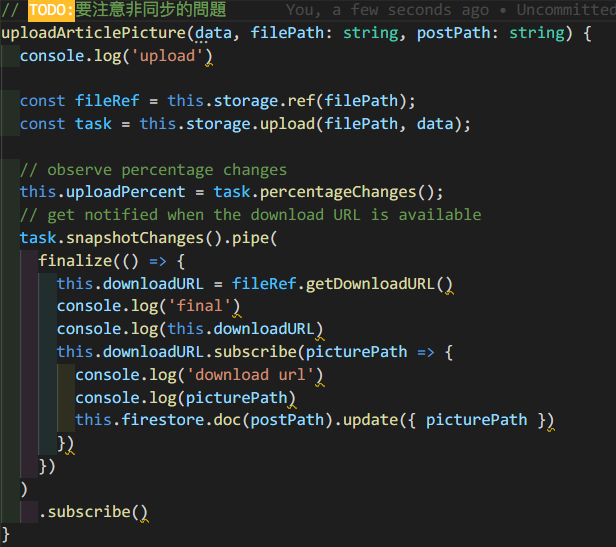 // TODO:要注意非同步的問題 You, a few seconds ago • Uncommitted
uploadArticlePicture(data, filePath: string, postPath: string) {
console.log('upload')
const fileRef = this.storage.ref(filePath);
const task = this.storage.upload(filePath, data);
// observe percentage changes
this.uploadPercent = task.percentageChanges();
// get notified when the download URL is available
task.snapshotChanges().pipe(
finalize(() => {
this.downloadURL = fileRef.getDownloadURL()
console.log('final')
console.log(this.downloadURL)
this.downloadURL.subscribe(picturePath => {
console.log('download url')
console.log(picturePath)
this.firestore.doc(postPath).update({ picturePath })
})
})
)
.subscribe()
}